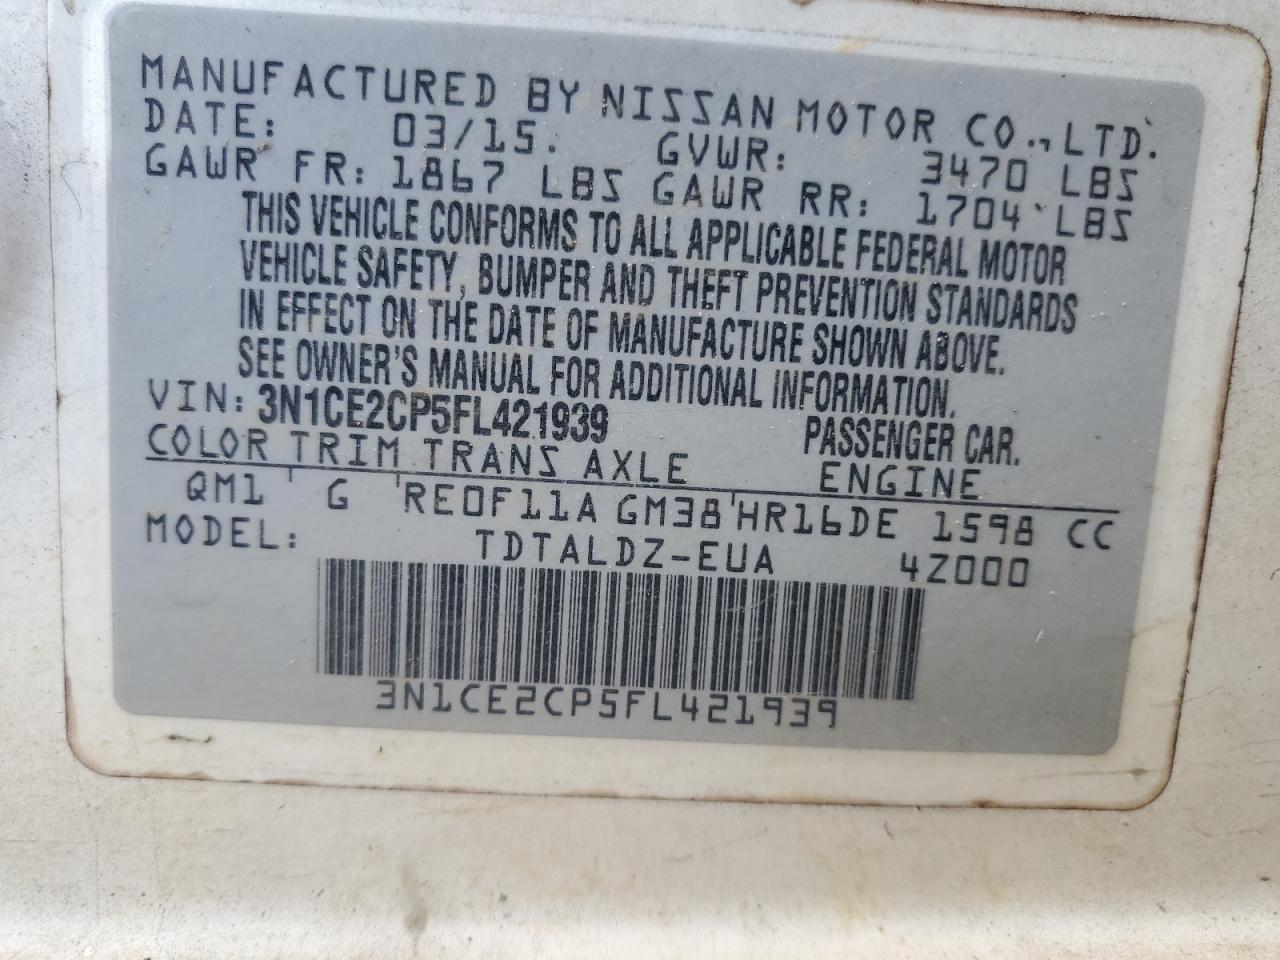 MANUFACTURED BY NISSAN MOTOR CO., LTD.
DATE: 03/15. GVWR: 3470 LBS
GAWR FR: 1867 LBS GAWR RR: 1704 LBS
THIS VEHICLE CONFORMS TO ALL APPLICABLE FEDERAL MOTOR
VEHICLE SAFETY, BUMPER AND THEFT PREVENTION STANDARDS
IN EFFECT ON THE DATE OF MANUFACTURE SHOWN ABOVE.
SEE OWNER'S MANUAL FOR ADDITIONAL INFORMATION.
VIN: 3N1CE2CP5FL421939 PASSENGER CAR.
COLOR TRIM TRANS AXLE ENGINE
QM1 G RE0F11A GM38 HR16DE 1598 CC
MODEL: TDTALDZ-EUA 4Z000
3N1CE2CP5FL421939